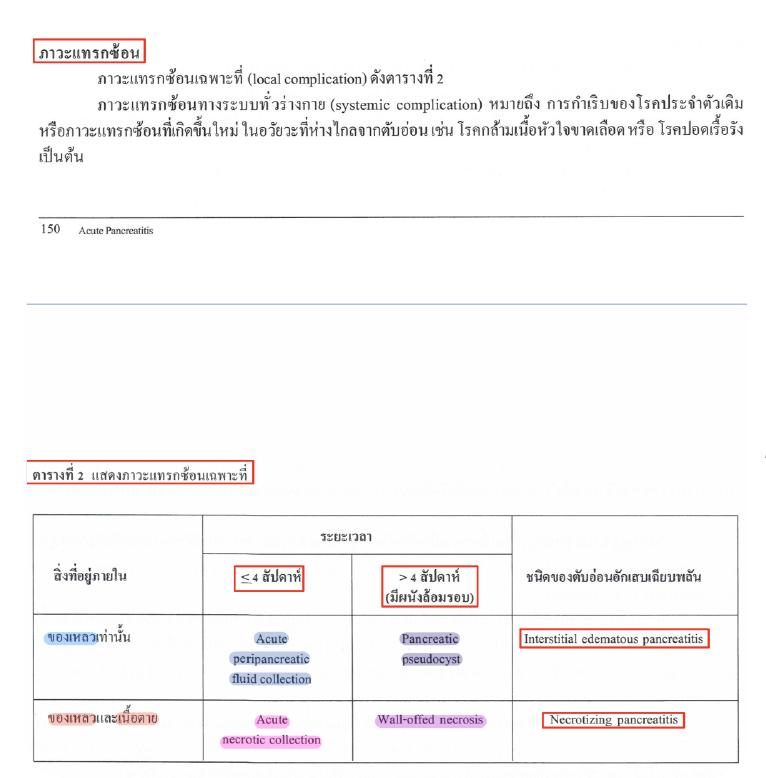 ภาวะแทรกซ้อน
ภาวะแทรกซ้อนเฉพาะที่ (local complication) ดังตารางที่ 2
ภาวะแทรกซ้อนทางระบบทั่วร่างกาย (systemic complication) หมายถึง การกำเริบของโรคประจำตัวเดิม
หรือภาวะแทรกซ้อนที่เกิดขึ้นใหม่ ในอวัยวะที่ห่างไกลจากตับอ่อน เช่น โรคกล้ามเนื้อหัวใจขาดเลือด หรือ โรคปอดเรื้อรัง
เป็นต้น
150 Acute Pancreatitis
ตารางที่ 2 แสดงภาวะแทรกซ้อนเฉพาะที่
สิ่งที่อยู่ภายใน
ระยะเวลา
≤ 4 สัปดาห์
> 4 สัปดาห์
(มีผนังล้อมรอบ)
ชนิดของตับอ่อนอักเสบเฉียบพลัน
ของเหลวเท่านั้น
Acute
peripancreatic
fluid collection
Pancreatic
pseudocyst
Interstitial edematous pancreatitis
ของเหลวและเนื้อตาย
Acute
necrotic collection
Wall-offed necrosis
Necrotizing pancreatitis